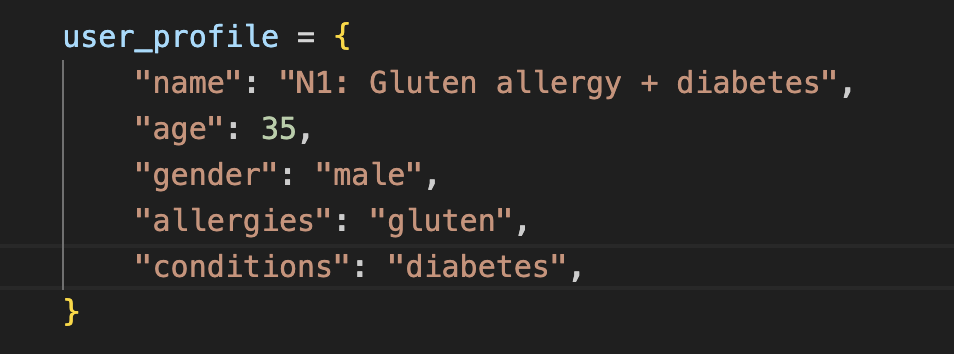 user_profile = {
    "name": "N1: Gluten allergy + diabetes",
    "age": 35,
    "gender": "male",
    "allergies": "gluten",
    "conditions": "diabetes",
}